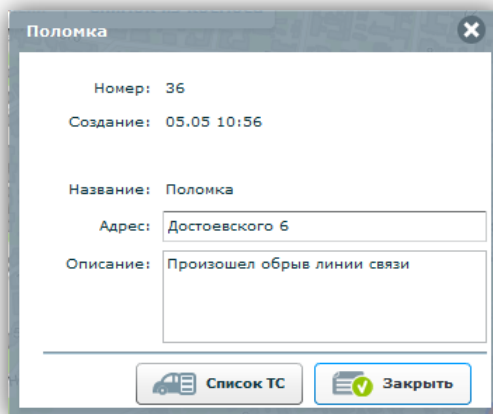 Поломка
Номер: 36
Создание: 05.05 10:56
Название: Поломка
Адрес: Достоевского 6
Описание: Произошел обрыв линии связи
Список ТС
Закрыть